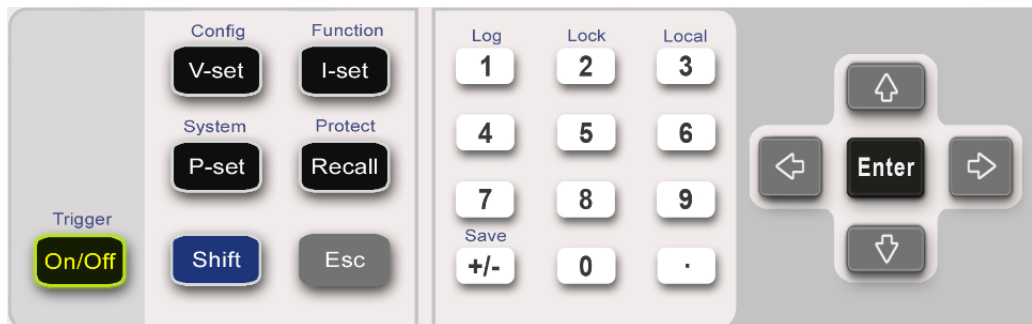 Config Function
V-set I-set
System Protect
P-set Recall
Trigger
On/Off Shift Esc
Log Lock Local
1 2 3
4 5 6
7 8 9
Save
+/- 0 .
Enter